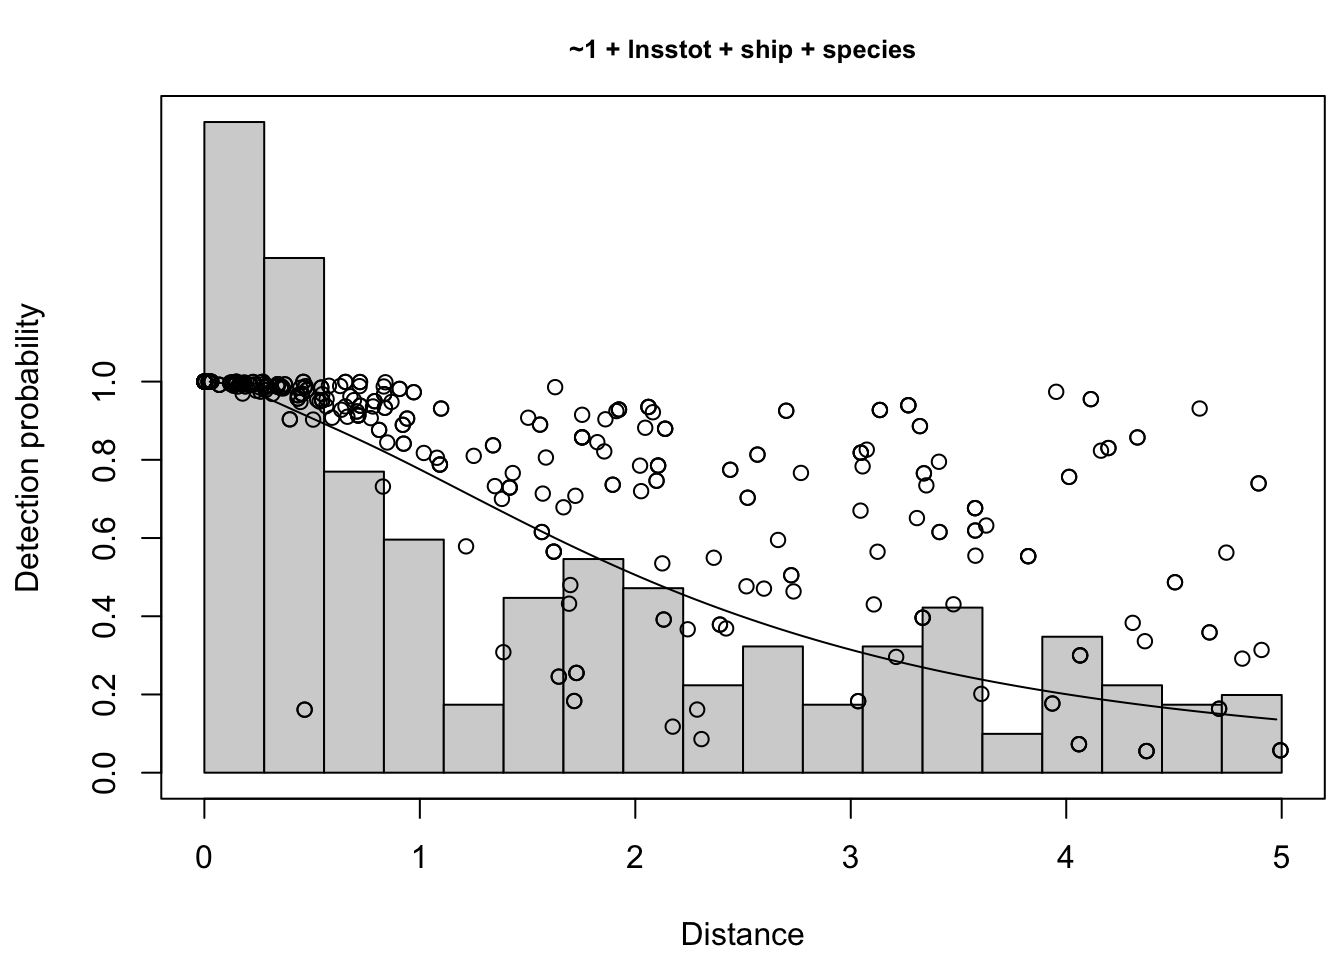 ~1 + lnsstot + ship + species
Detection probability
1.0
0.8
0.6
0.4
0.2
0.0
0 1 2 3 4 5
Distance